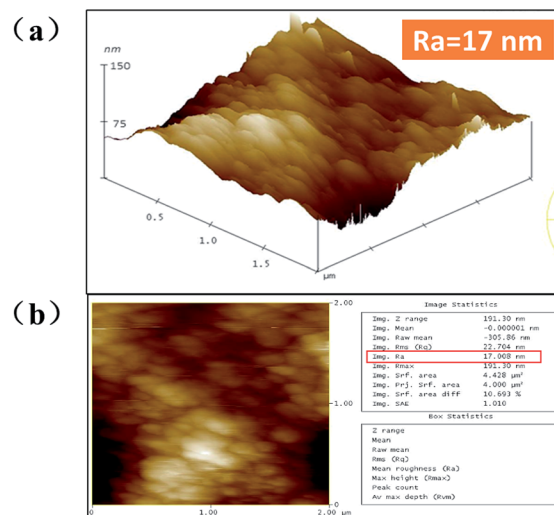 (a)
Ra=17 nm
nm
150
75
0.5
1.0
1.5
μm
(b)
2.00
1.00
0
0
1.00
2.00
μm
Image Statistics
Img. Z range 191.30 nm
Img. Mean -0.000001 nm
Img. Raw mean -305.86 nm
Img. Rms (Rq) 22.704 nm
Img. Ra 17.008 nm
Img. Rmax 191.30 nm
Img. Srf. area 4.428 μm²
Img. Prj. Srf. area 4.000 μm²
Img. Srf. area diff 10.693 %
Img. SAE 1.010
Box Statistics
Z range
Mean
Raw mean
Rms (Rq)
Mean roughness (Ra)
Max height (Rmax)
Peak count
Av max depth (Rvm)